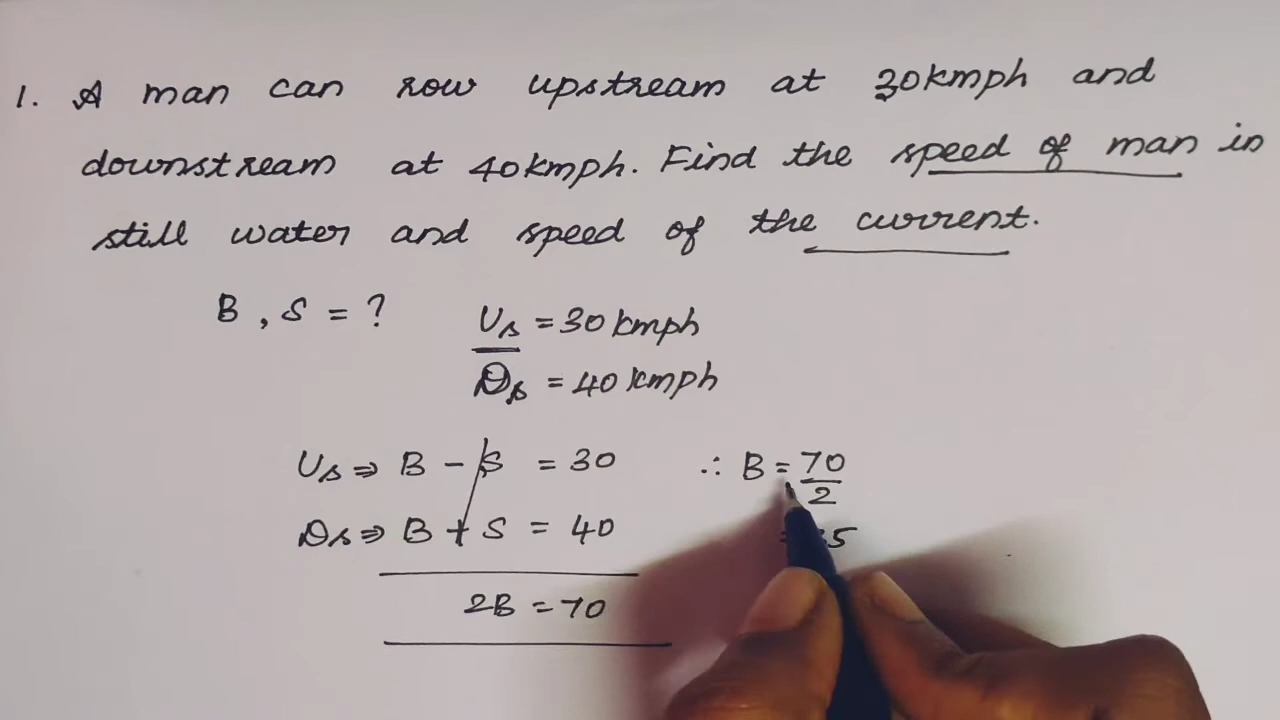 1. A man can row upstream at 30kmph and
downstream at 40kmph. Find the speed of man in
still water and speed of the current.
B, S = ?
Us = 30 kmph
Ds = 40 kmph
Us ⇒ B - S = 30
Ds ⇒ B + S = 40
2B = 70
∴ B = 70/2